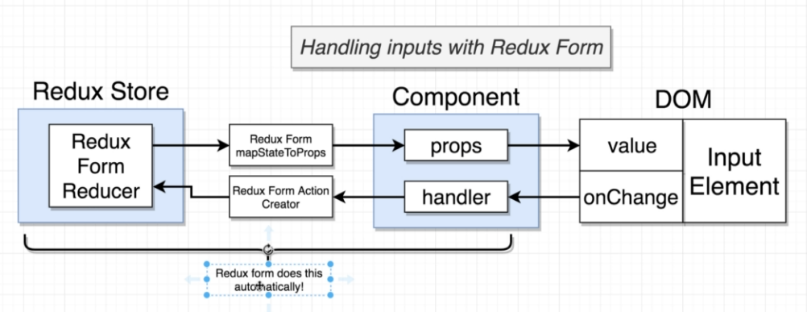 Handling inputs with Redux Form
Redux Store
Component
DOM
Redux
Form
Reducer
Redux Form
mapStateToProps
Redux Form Action
Creator
props
handler
value
onChange
Input
Element
Redux form does this
automatically!